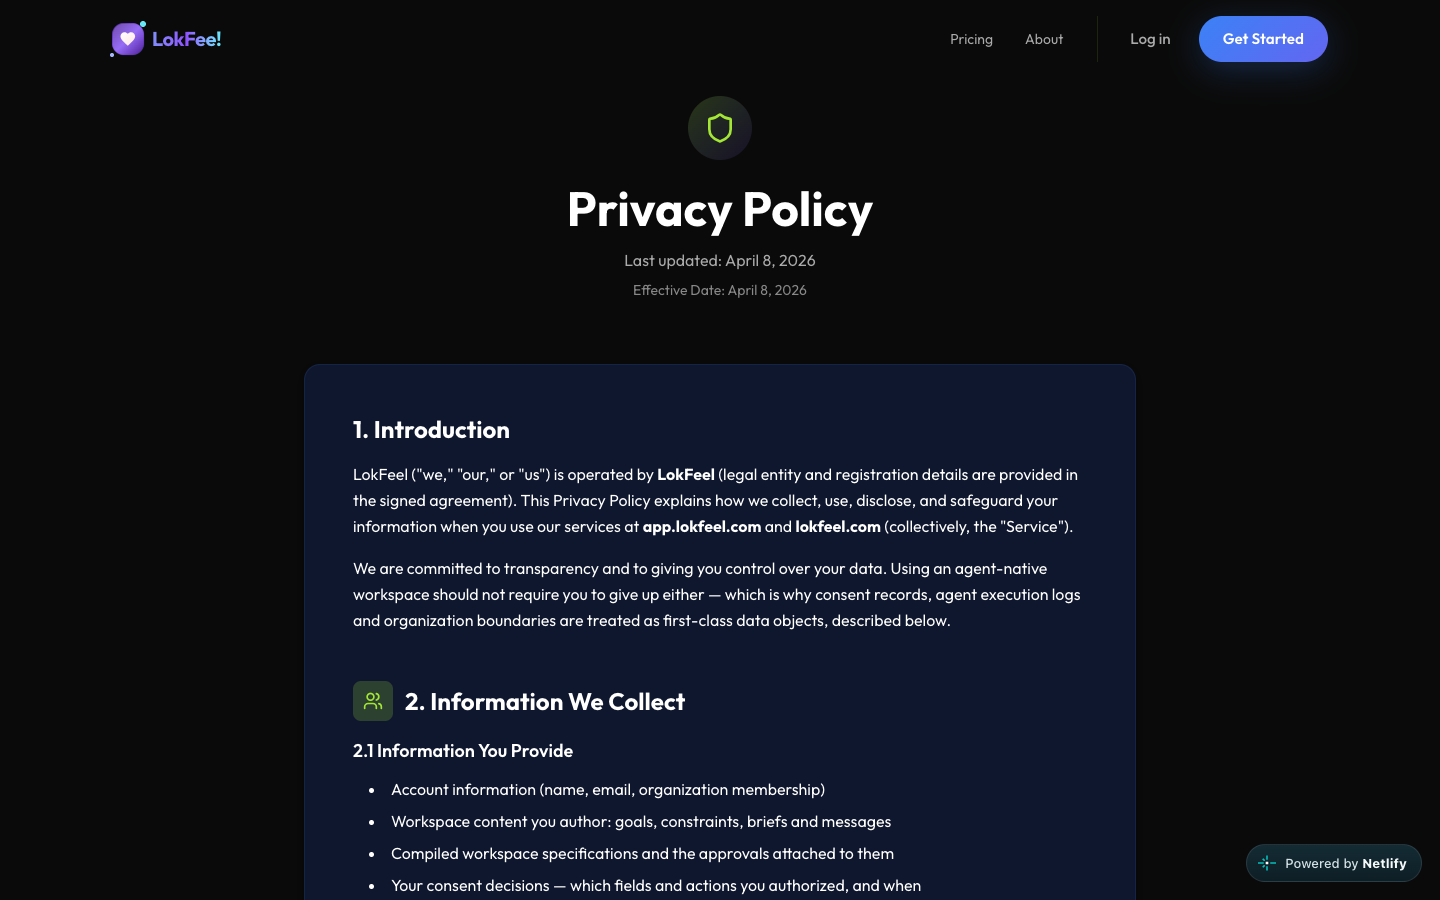 LokFee!
Pricing
About
Log in
Get Started
Privacy Policy
Last updated: April 8, 2026
Effective Date: April 8, 2026
1. Introduction
LokFeel ("we," "our," or "us") is operated by LokFeel (legal entity and registration details are provided in
the signed agreement). This Privacy Policy explains how we collect, use, disclose, and safeguard your
information when you use our services at app.lokfeel.com and lokfeel.com (collectively, the "Service").
We are committed to transparency and to giving you control over your data. Using an agent-native
workspace should not require you to give up either — which is why consent records, agent execution logs
and organization boundaries are treated as first-class data objects, described below.
2. Information We Collect
2.1 Information You Provide
Account information (name, email, organization membership)
Workspace content you author: goals, constraints, briefs and messages
Compiled workspace specifications and the approvals attached to them
Your consent decisions — which fields and actions you authorized, and when
Powered by Netlify